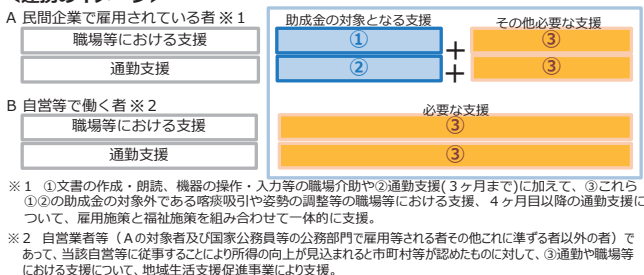 A 民間企業で雇用されている者 ※1
助成金の対象となる支援
その他必要な支援
職場等における支援
①
+
③
通勤支援
②
+
③
B 自営等で働く者 ※2
必要な支援
職場等における支援
③
通勤支援
③
※1 ①文書の作成・朗読、機器の操作・入力等の職場介助や②通勤支援(3ヶ月まで)に加えて、③これら
①②の助成金の対象外である喀痰吸引や姿勢の調整等の職場等における支援、4ヶ月目以降の通勤支援に
ついて、雇用施策と福祉施策を組み合わせて一体的に支援。
※2 自営業者等（Aの対象者及び国家公務員等の公務部門で雇用等される者その他これに準ずる者以外の者）で
あって、当該自営等に従事することにより所得の向上が見込まれると市町村等が認めたものに対して、③通勤や職場等
における支援について、地域生活支援促進事業により支援。